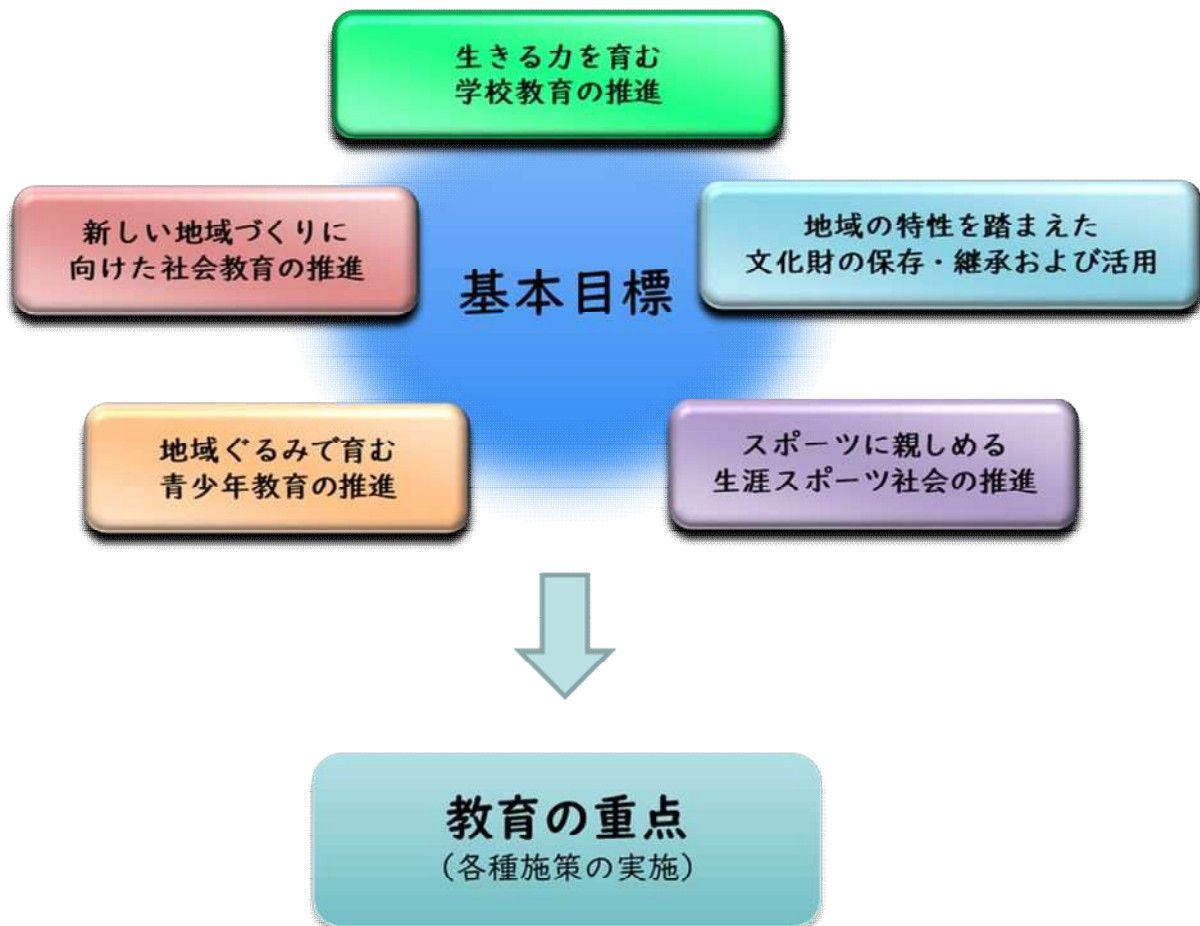 生きる力を育む
学校教育の推進
新しい地域づくりに
向けた社会教育の推進
地域の特性を踏まえた
文化財の保存・継承および活用
基本目標
地域ぐるみで育む
青少年教育の推進
スポーツに親しめる
生涯スポーツ社会の推進
教育の重点
（各種施策の実施）